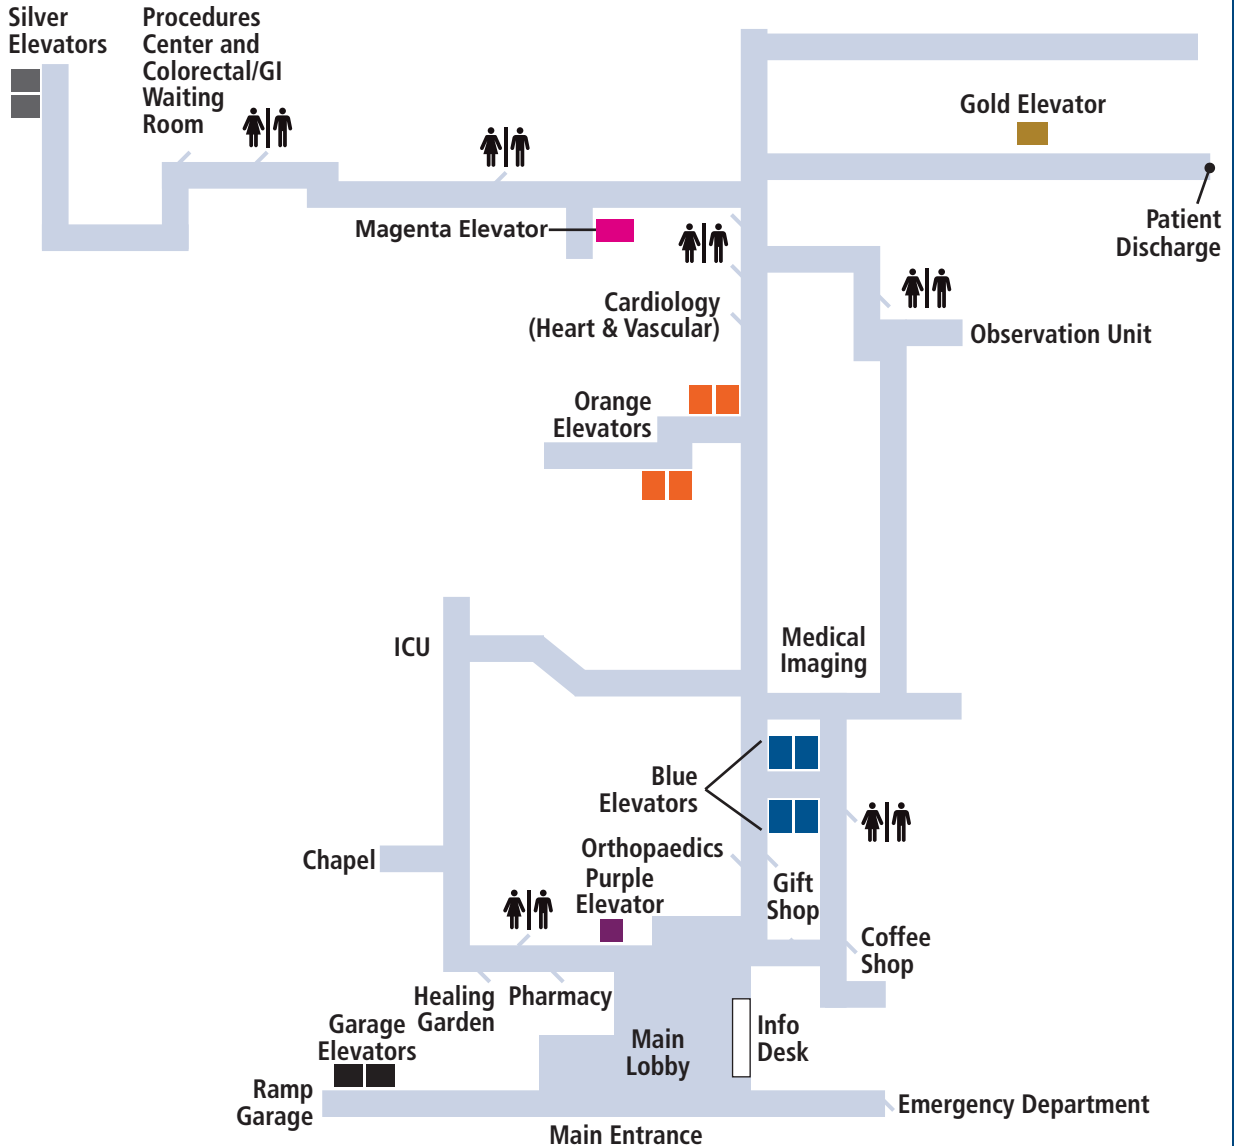 Silver
Elevators
Procedures
Center and
Colorectal/GI
Waiting
Room
Gold Elevator
Patient
Discharge
Magenta Elevator
Cardiology
(Heart & Vascular)
Observation Unit
Orange
Elevators
ICU
Medical
Imaging
Blue
Elevators
Orthopaedics
Chapel
Purple
Elevator
Gift
Shop
Coffee
Shop
Healing
Garden
Pharmacy
Garage
Elevators
Main
Lobby
Info
Desk
Ramp
Garage
Emergency Department
Main Entrance